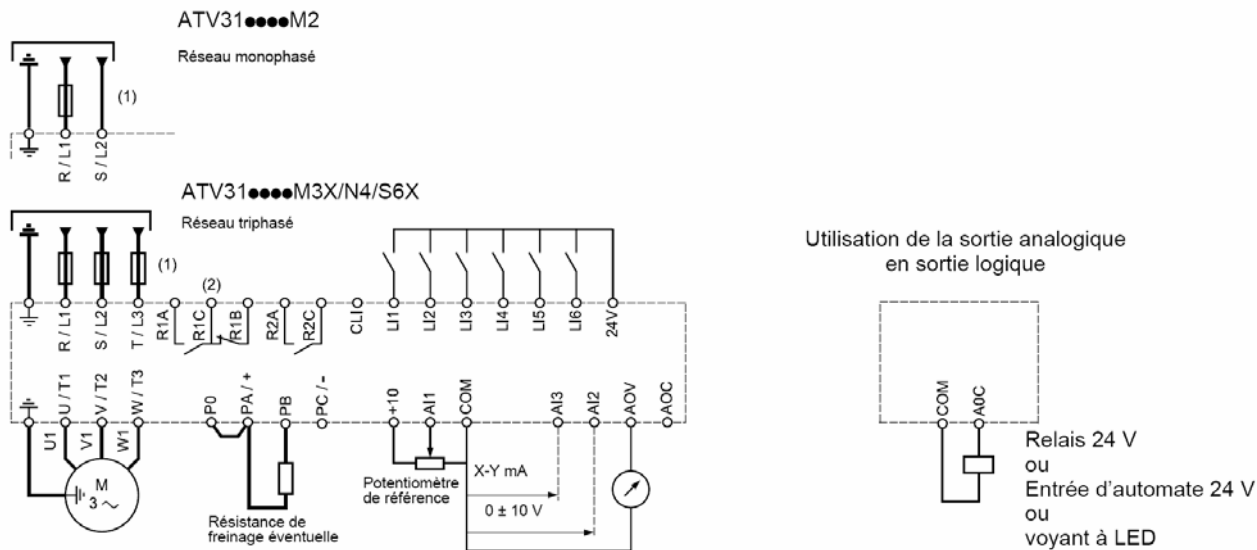 ATV31●●●●M2
Réseau monophasé
(1)
R / L1
S / L2
ATV31●●●●M3X/N4/S6X
Réseau triphasé
(1)
(2)
R / L1
S / L2
T / L3
R1A
R1C
R1B
R2A
R2C
CLI
LI1
LI2
LI3
LI4
LI5
LI6
24V
U / T1
V / T2
W / T3
P0
PA / +
PB
PC / -
+10
AI1
COM
AI3
AI2
AOV
AOC
U1
V1
W1
M
3 ~
Résistance de
freinage éventuelle
Potentiomètre
de référence
X-Y mA
0 ± 10 V
Utilisation de la sortie analogique
en sortie logique
COM
A0C
Relais 24 V
ou
Entrée d'automate 24 V
ou
voyant à LED